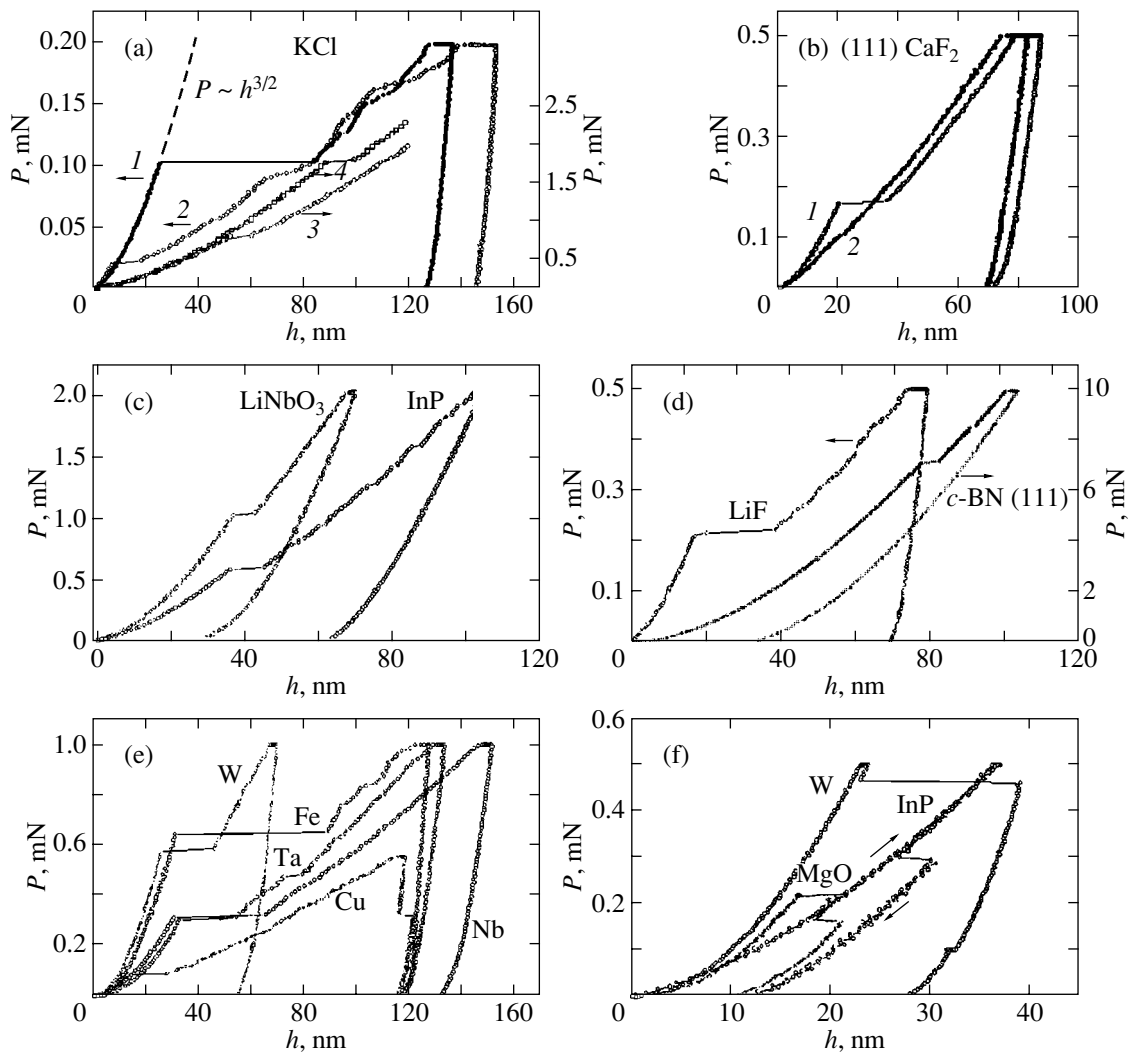 (a) KCl
P ~ h^{3/2}
1
2
3
4
0.20
0.15
0.10
0.05
0
40
80
120
160
2.5
1.5
0.5
P, mN
P, mN
h, nm
(b) (111) CaF₂
1
2
0.5
0.3
0.1
0
20
60
100
P, mN
h, nm
(c)
LiNbO₃
InP
2.0
1.5
1.0
0.5
0
0
40
80
120
P, mN
h, nm
(d)
LiF
c-BN (111)
0.5
0.3
0.1
0
40
80
120
10
6
2
0
P, mN
P, mN
h, nm
(e)
W
Fe
Ta
Cu
Nb
1.0
0.6
0.2
0
40
80
120
160
P, mN
h, nm
(f)
W
InP
MgO
0.6
0.4
0.2
0
10
20
30
40
P, mN
h, nm